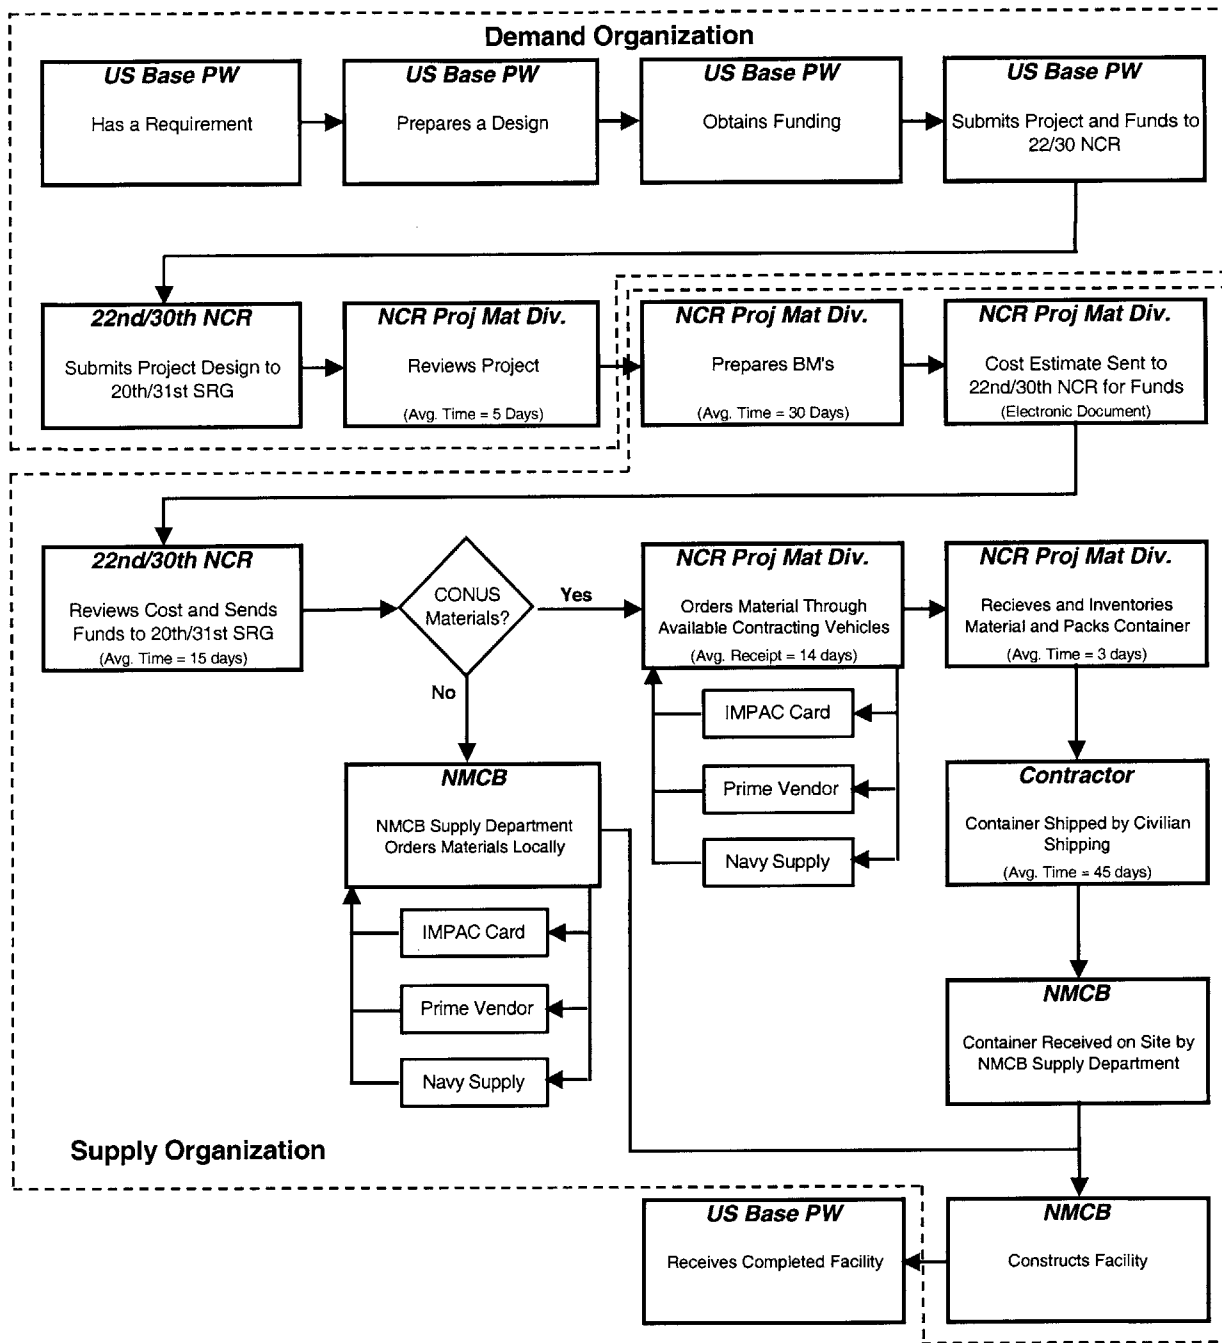 Demand Organization
US Base PW
Has a Requirement
US Base PW
Prepares a Design
US Base PW
Obtains Funding
US Base PW
Submits Project and Funds to
22/30 NCR
22nd/30th NCR
Submits Project Design to
20th/31st SRG
NCR Proj Mat Div.
Reviews Project
(Avg. Time = 5 Days)
NCR Proj Mat Div.
Prepares BM's
(Avg. Time = 30 Days)
NCR Proj Mat Div.
Cost Estimate Sent to
22nd/30th NCR for Funds
(Electronic Document)
22nd/30th NCR
Reviews Cost and Sends
Funds to 20th/31st SRG
(Avg. Time = 15 days)
CONUS
Materials?
Yes
No
NCR Proj Mat Div.
Orders Material Through
Available Contracting Vehicles
(Avg. Receipt = 14 days)
IMPAC Card
Prime Vendor
Navy Supply
NCR Proj Mat Div.
Recieves and Inventories
Material and Packs Container
(Avg. Time = 3 days)
NMCB
NMCB Supply Department
Orders Materials Locally
IMPAC Card
Prime Vendor
Navy Supply
Contractor
Container Shipped by Civilian
Shipping
(Avg. Time = 45 days)
NMCB
Container Received on Site by
NMCB Supply Department
Supply Organization
US Base PW
Receives Completed Facility
NMCB
Constructs Facility